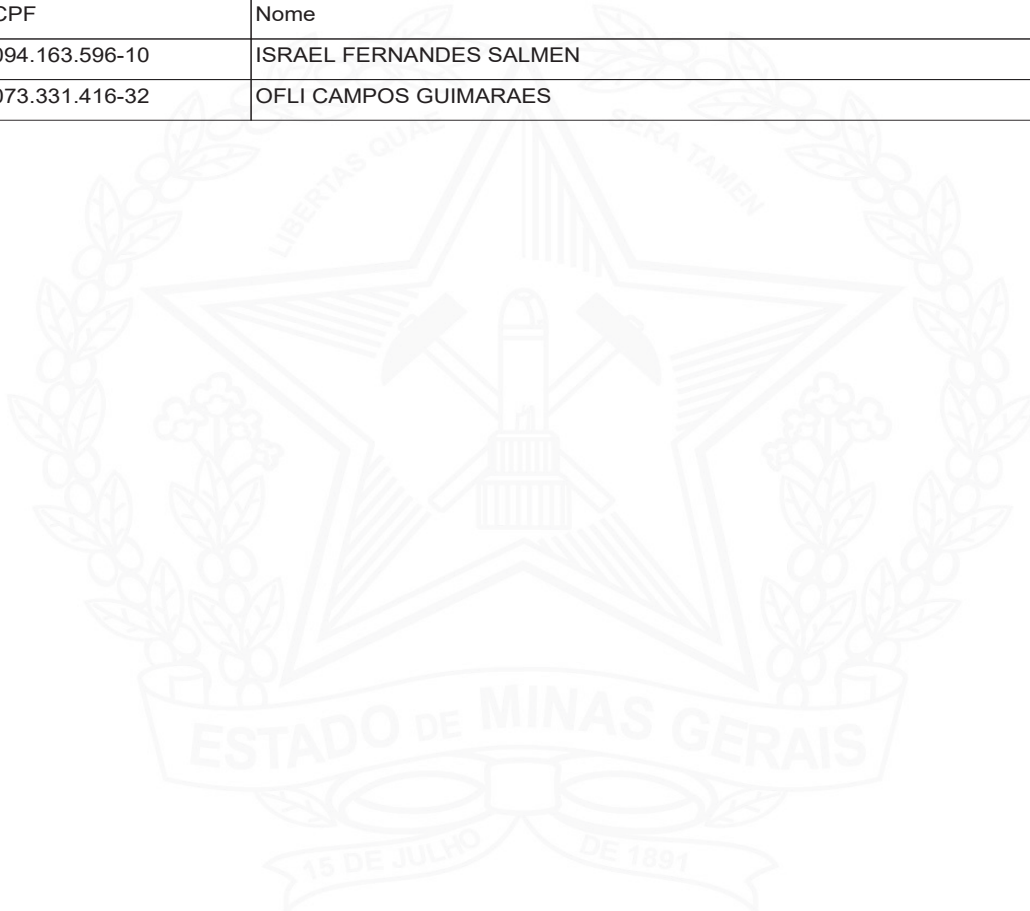 CPF Nome
094.163.596-10 ISRAEL FERNANDES SALMEN
073.331.416-32 OFLI CAMPOS GUIMARAES
LIBERTAS QUAE SERA TAMEN
ESTADO DE MINAS GERAIS
15 DE JULHO DE 1891